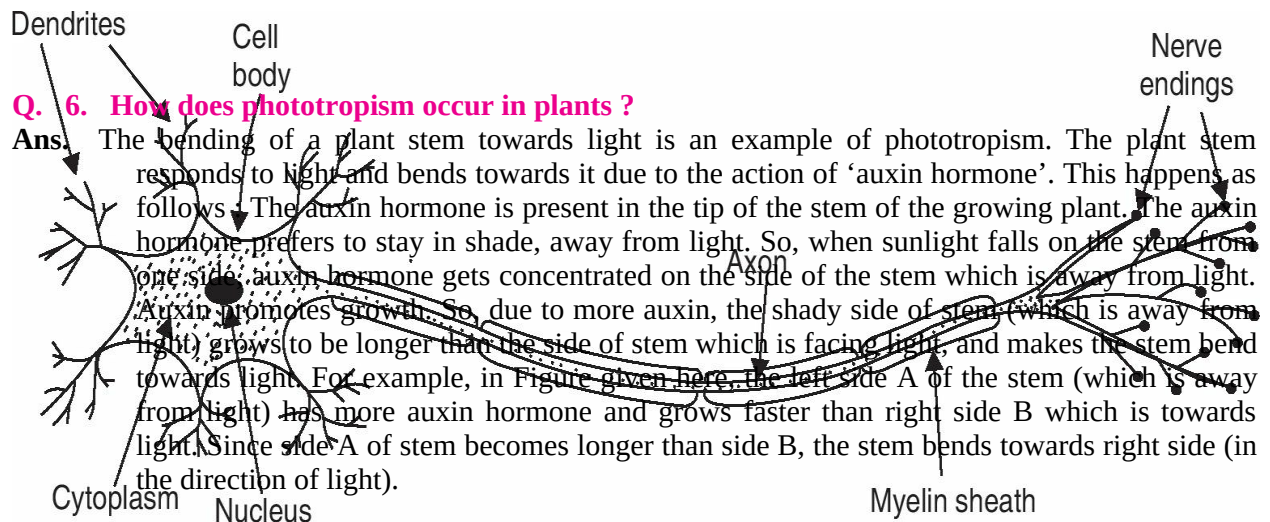 Dendrites
Cell
body
Nerve
endings
Q. 6. How does phototropism occur in plants ?
Ans. The bending of a plant stem towards light is an example of phototropism. The plant stem
responds to light and bends towards it due to the action of ‘auxin hormone’. This happens as
follows : The auxin hormone is present in the tip of the stem of the growing plant. The auxin
hormone prefers to stay in shade, away from light. So, when sunlight falls on the stem from
one side, auxin hormone gets concentrated on the side of the stem which is away from light.
Axon
Auxin promotes growth. So, due to more auxin, the shady side of stem (which is away from
light) grows to be longer than the side of stem which is facing light, and makes the stem bend
towards light. For example, in Figure given here, the left side A of the stem (which is away
from light) has more auxin hormone and grows faster than right side B which is towards
light. Since side A of stem becomes longer than side B, the stem bends towards right side (in
the direction of light).
Cytoplasm
Nucleus
Myelin sheath